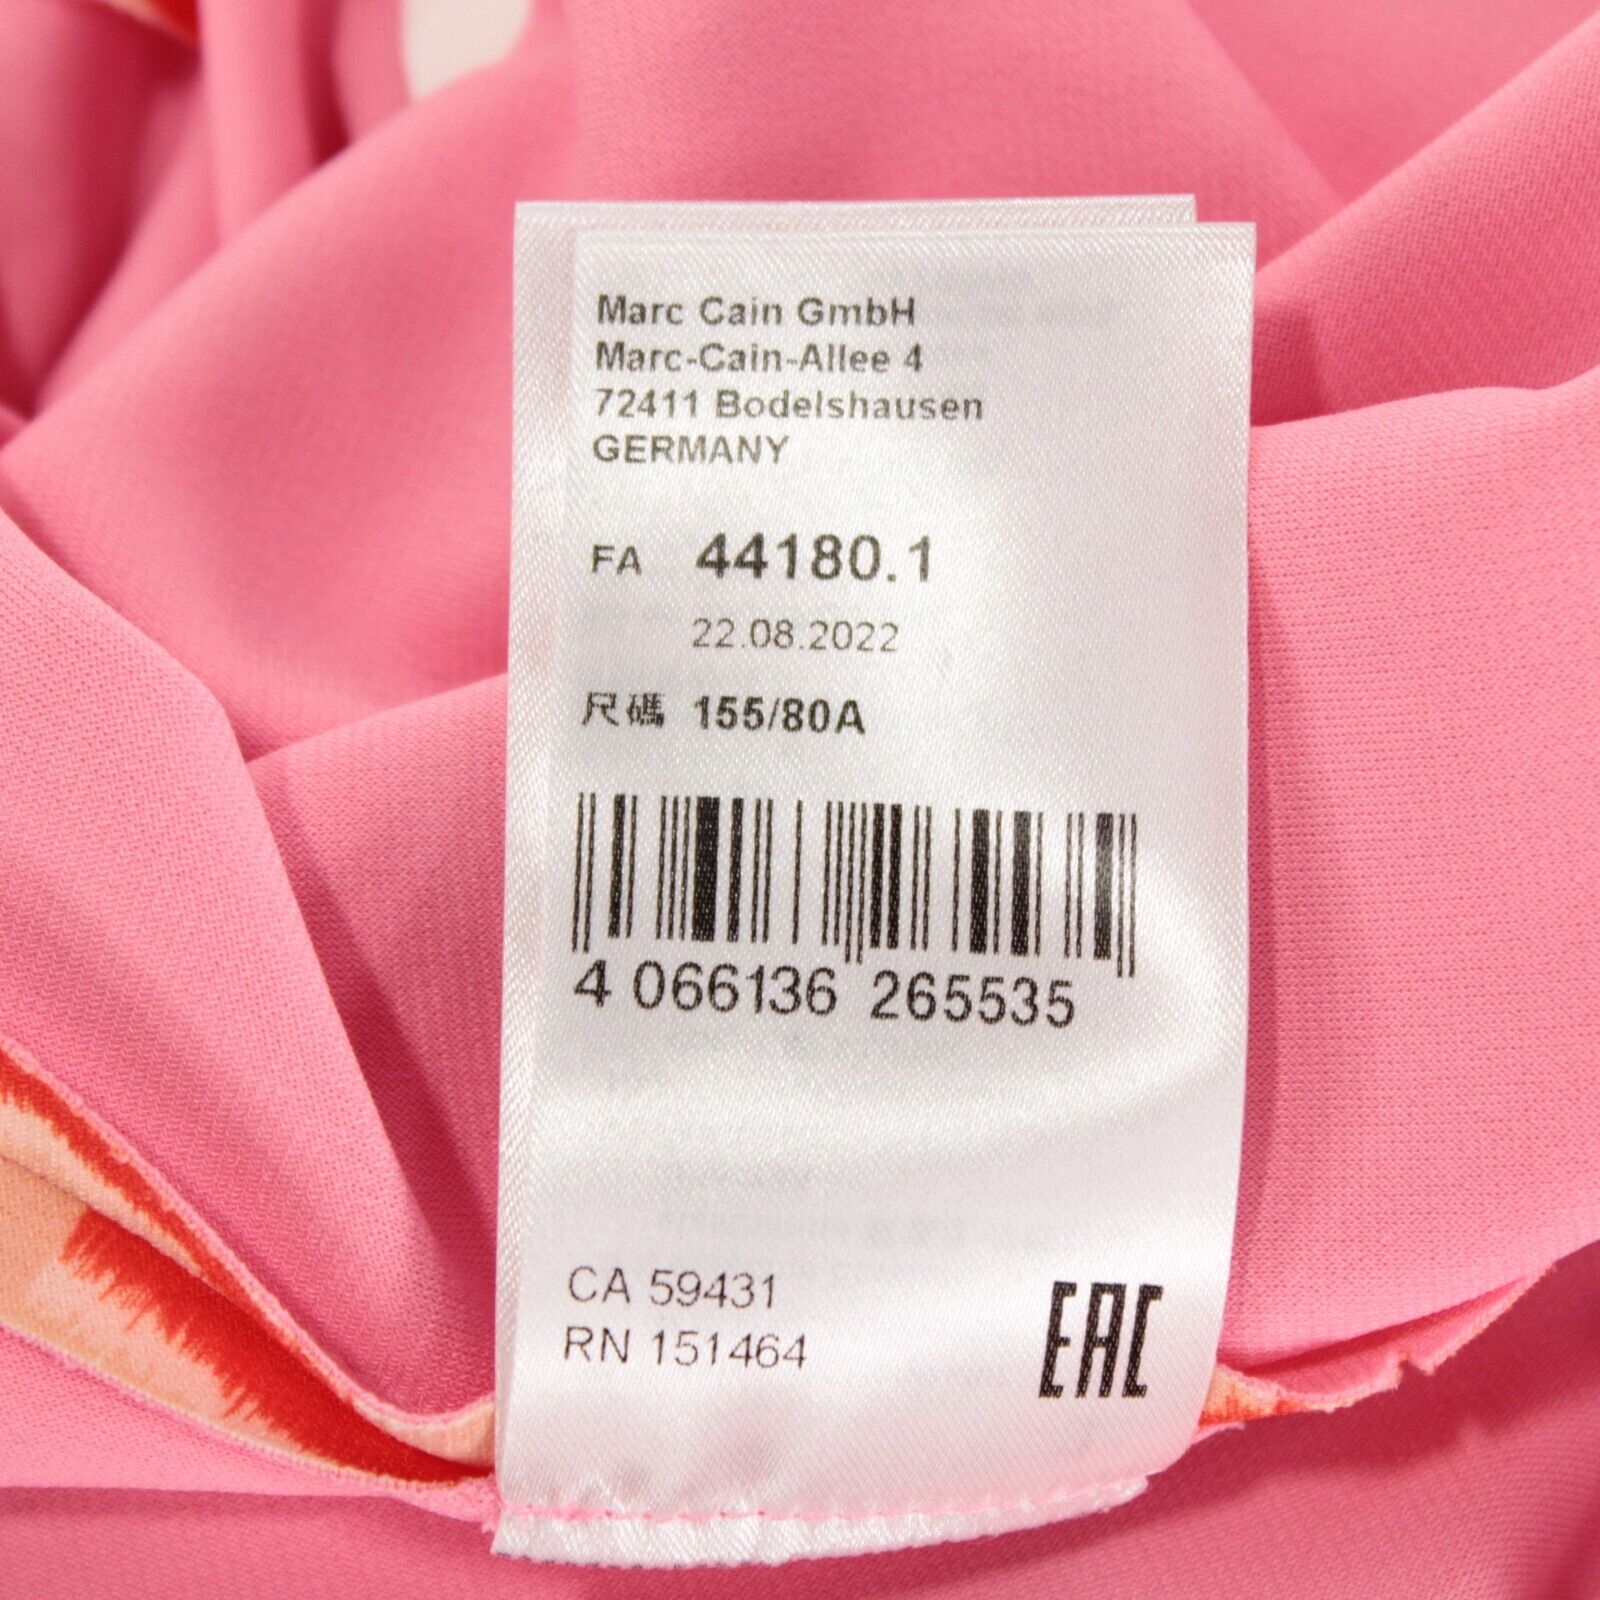 Marc Cain GmbH
Marc-Cain-Allee 4
72411 Bodelshausen
GERMANY
FA 44180.1
22.08.2022
尺碼 155/80A
4 066136 265535
CA 59431
RN 151464
EAC